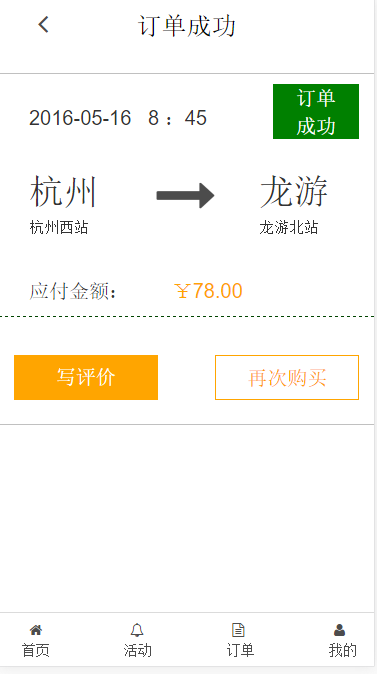 订单成功
2016-05-16 8：45
订单
成功
杭州
龙游
杭州西站
龙游北站
应付金额：
￥78.00
写评价
再次购买
首页
活动
订单
我的